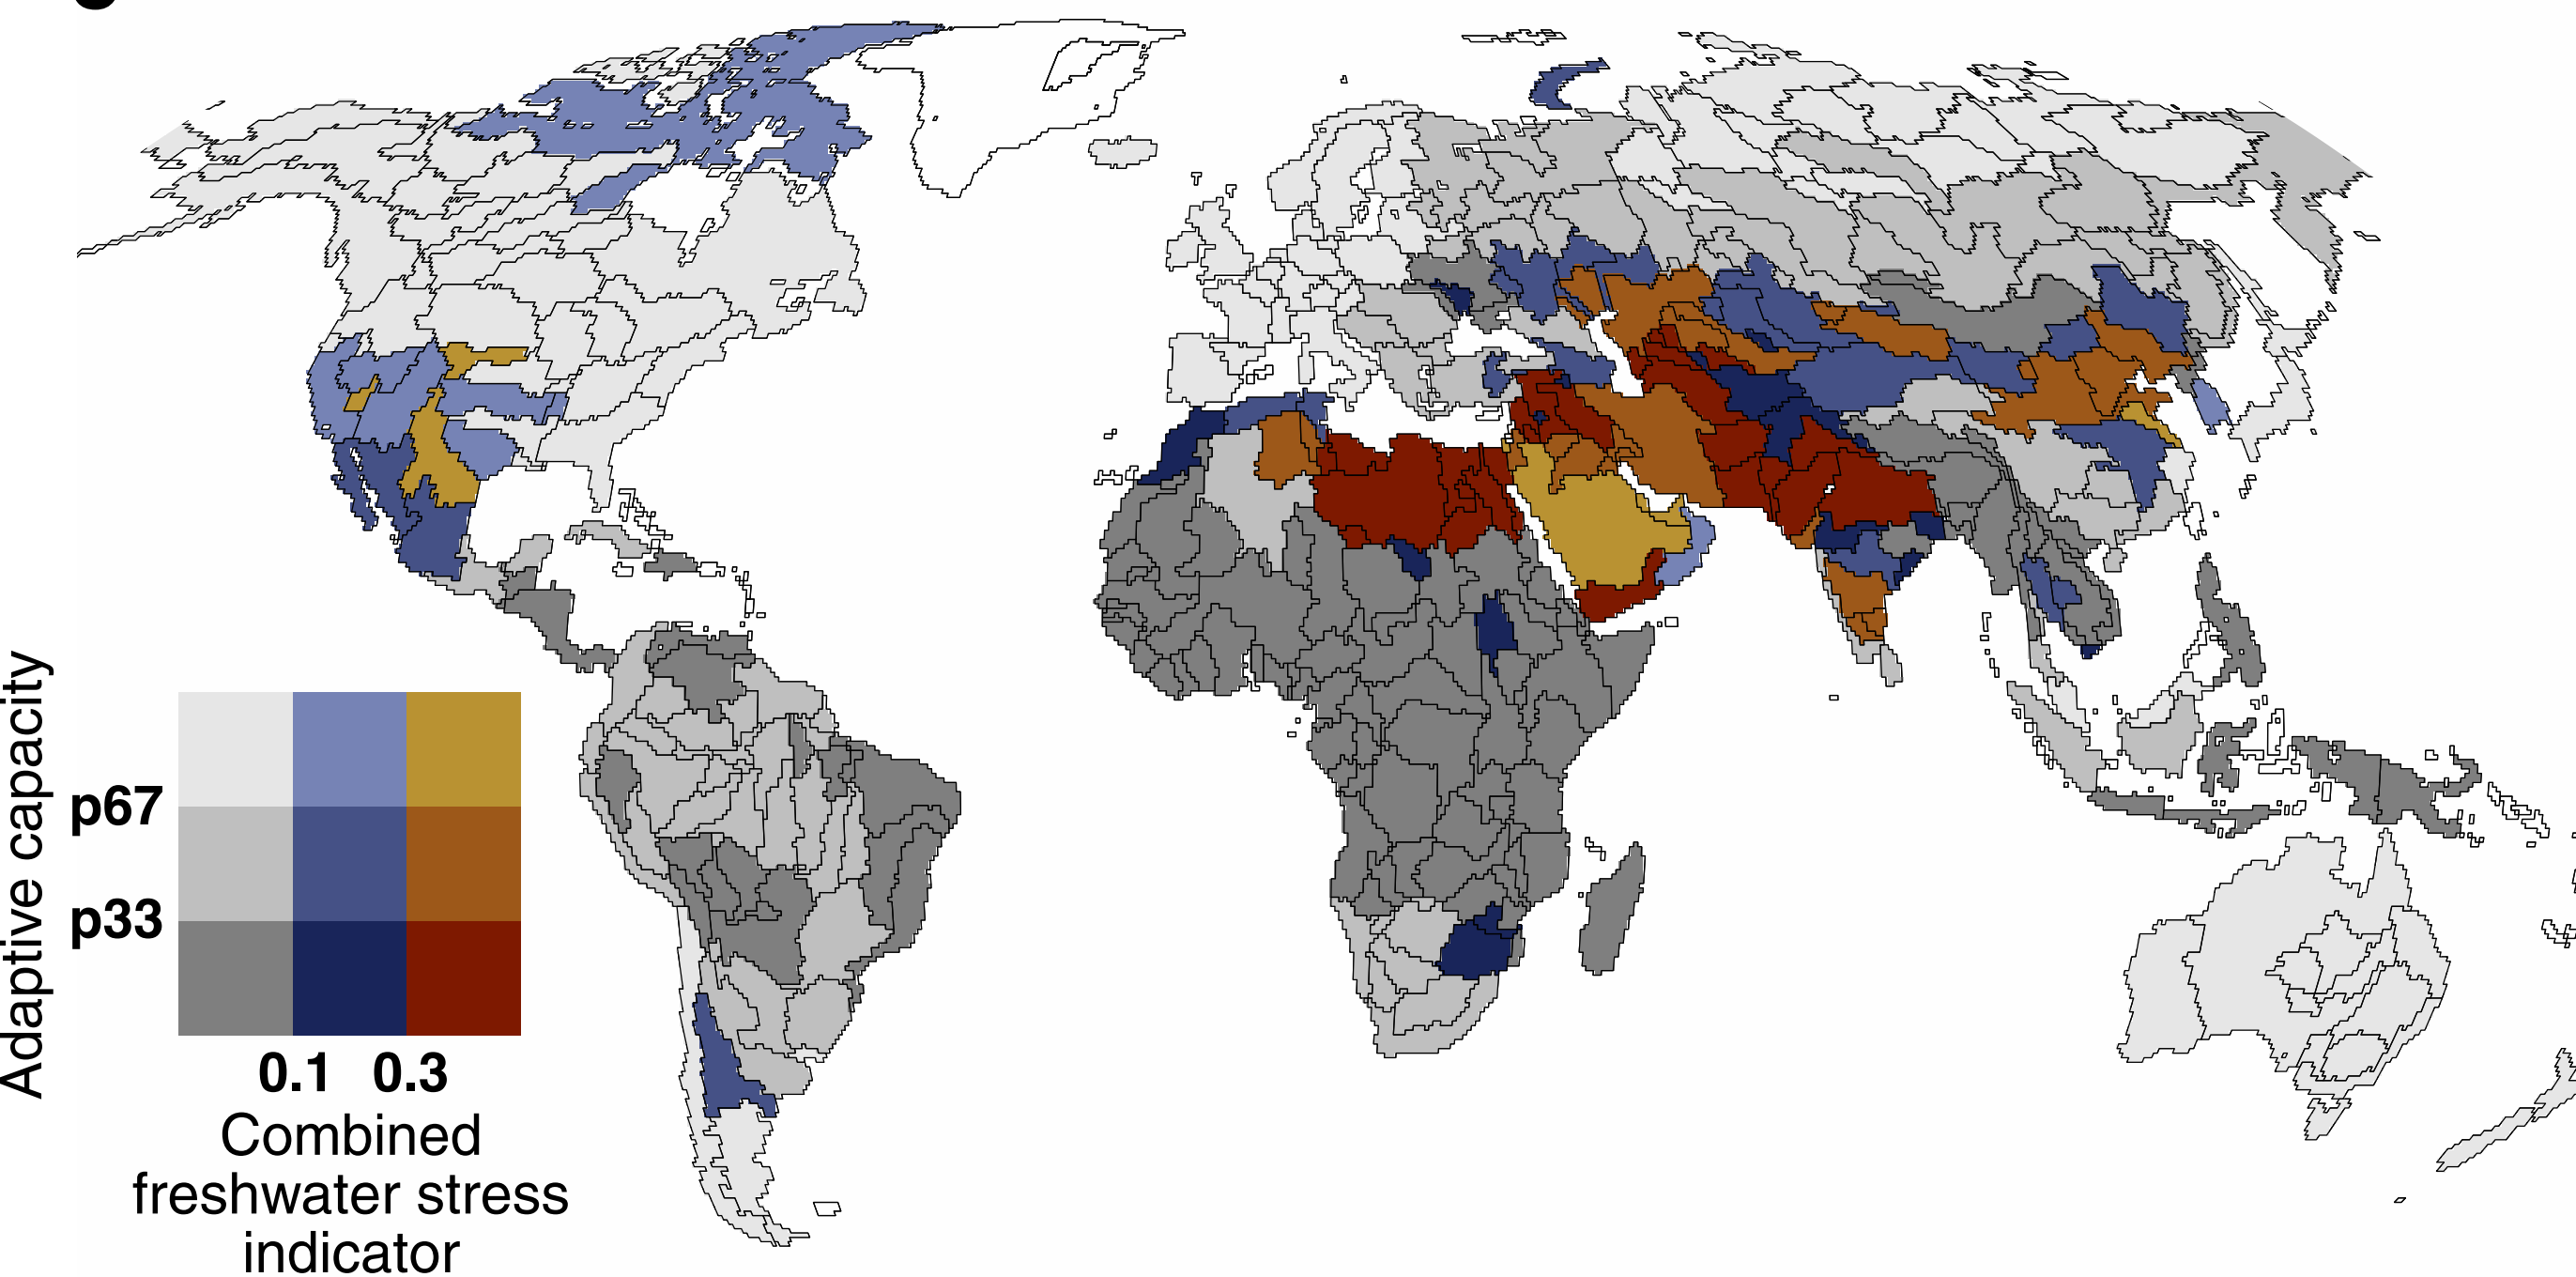 Adaptive capacity
p67
p33
0.1 0.3
Combined
freshwater stress
indicator